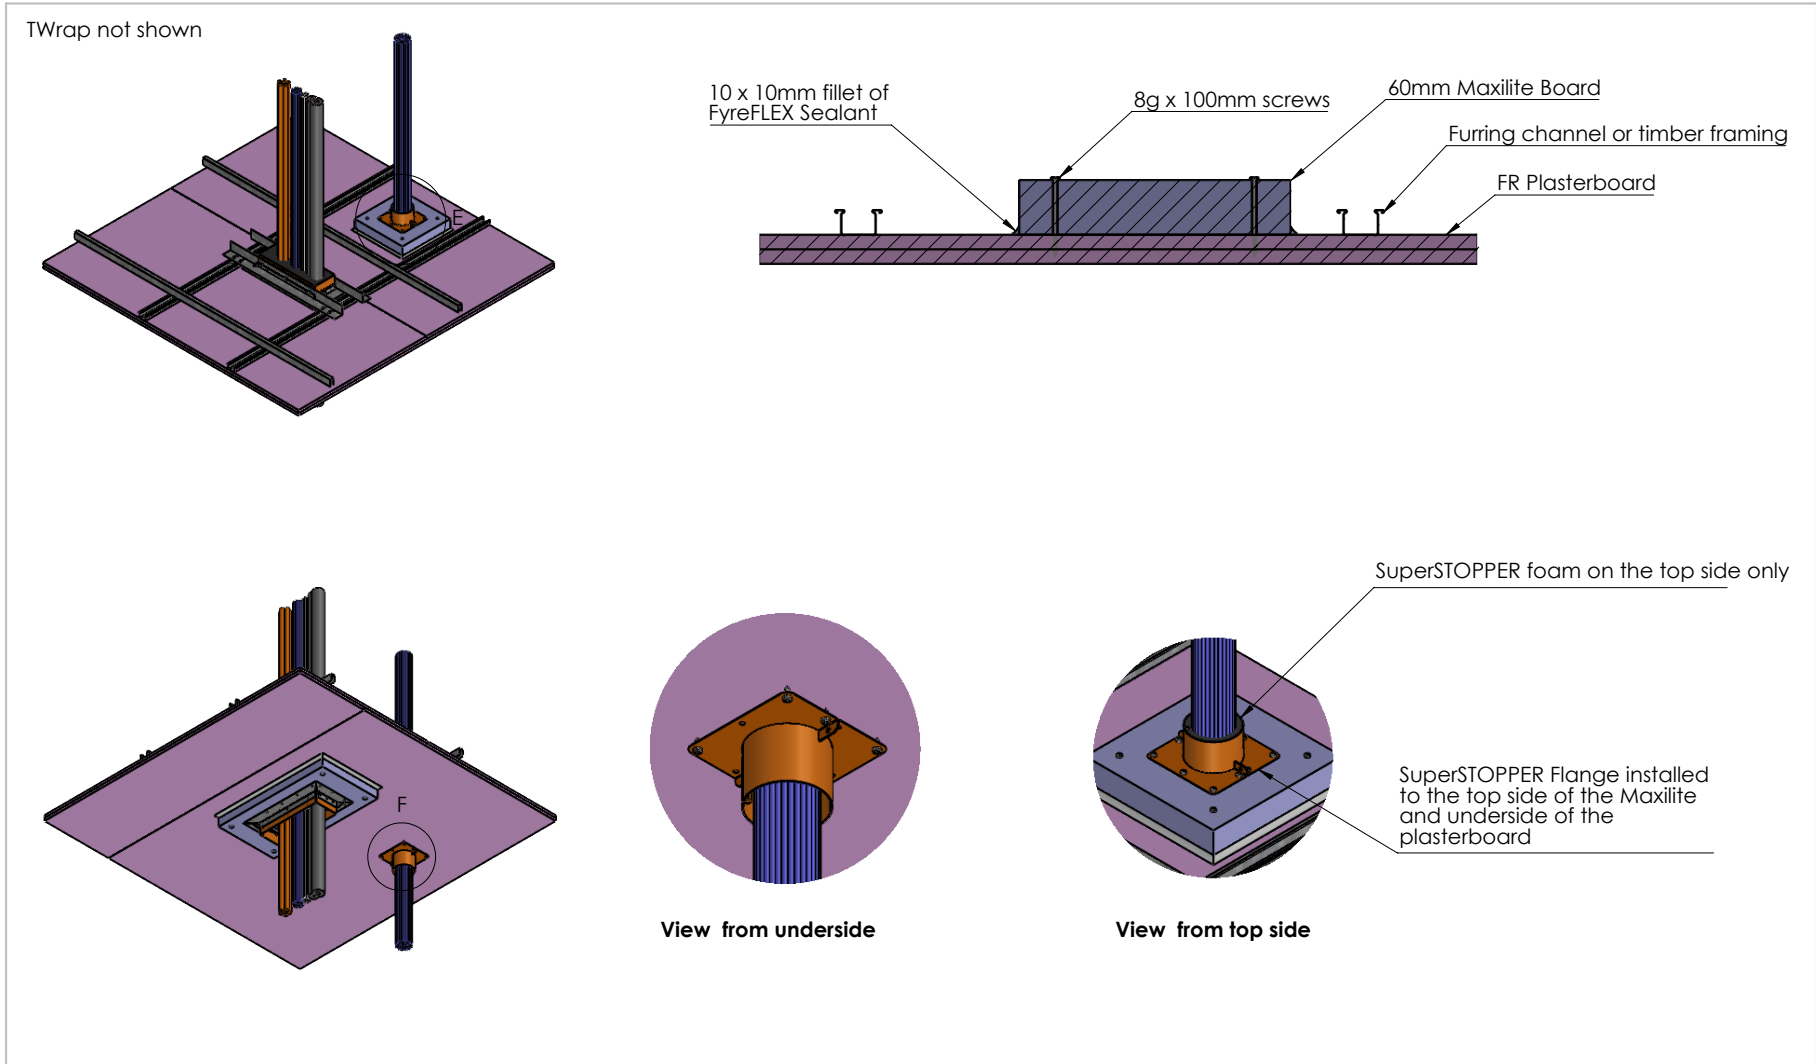 TWrap not shown
10 x 10mm fillet of
FyreFLEX Sealant
8g x 100mm screws
60mm Maxilite Board
Furring channel or timber framing
FR Plasterboard
E
SuperSTOPPER foam on the top side only
F
SuperSTOPPER Flange installed
to the top side of the Maxilite
and underside of the
plasterboard
View from underside
View from top side